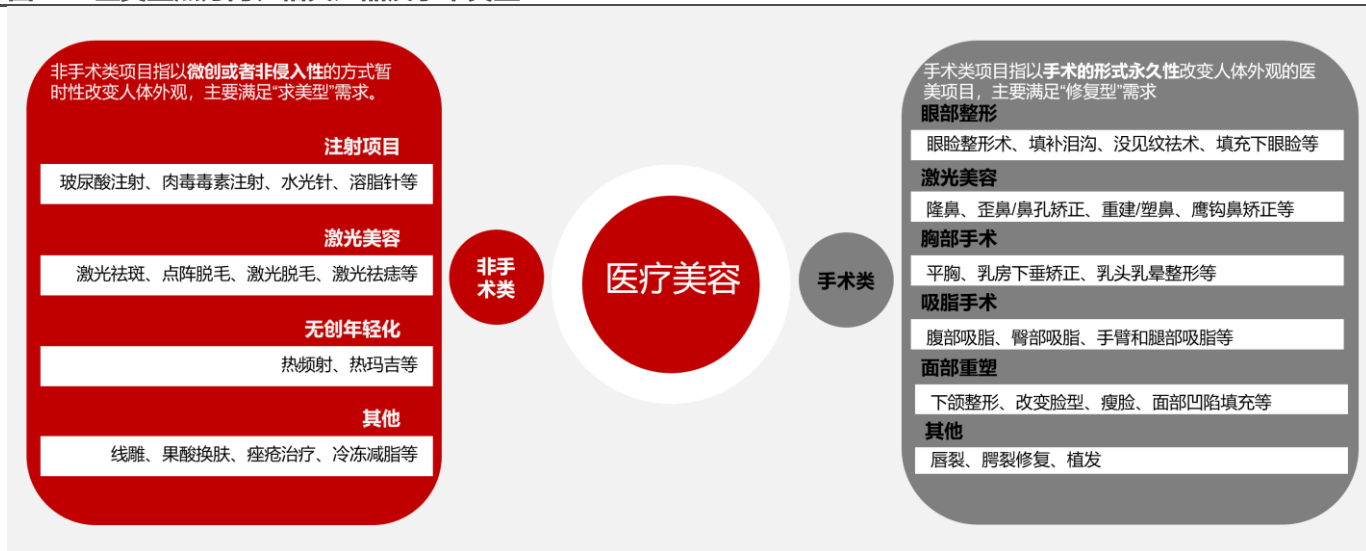 非手术类项目指以微创或者非侵入性的方式暂
时性改变人体外观，主要满足“求美型”需求。
注射项目
玻尿酸注射、肉毒毒素注射、水光针、溶脂针等
激光美容
激光祛斑、点阵脱毛、激光脱毛、激光祛痣等
无创年轻化
热频射、热玛吉等
其他
线雕、果酸换肤、痤疮治疗、冷冻减脂等
非手
术类
医疗美容
手术类
手术类项目指以手术的形式永久性改变人体外观的医
美项目，主要满足“修复型”需求
眼部整形
眼睑整形术、填补泪沟、没见纹祛术、填充下眼睑等
激光美容
隆鼻、歪鼻/鼻孔矫正、重建/塑鼻、鹰钩鼻矫正等
胸部手术
平胸、乳房下垂矫正、乳头乳晕整形等
吸脂手术
腹部吸脂、臀部吸脂、手臂和腿部吸脂等
面部重塑
下颌整形、改变脸型、瘦脸、面部凹陷填充等
其他
唇裂、腭裂修复、植发